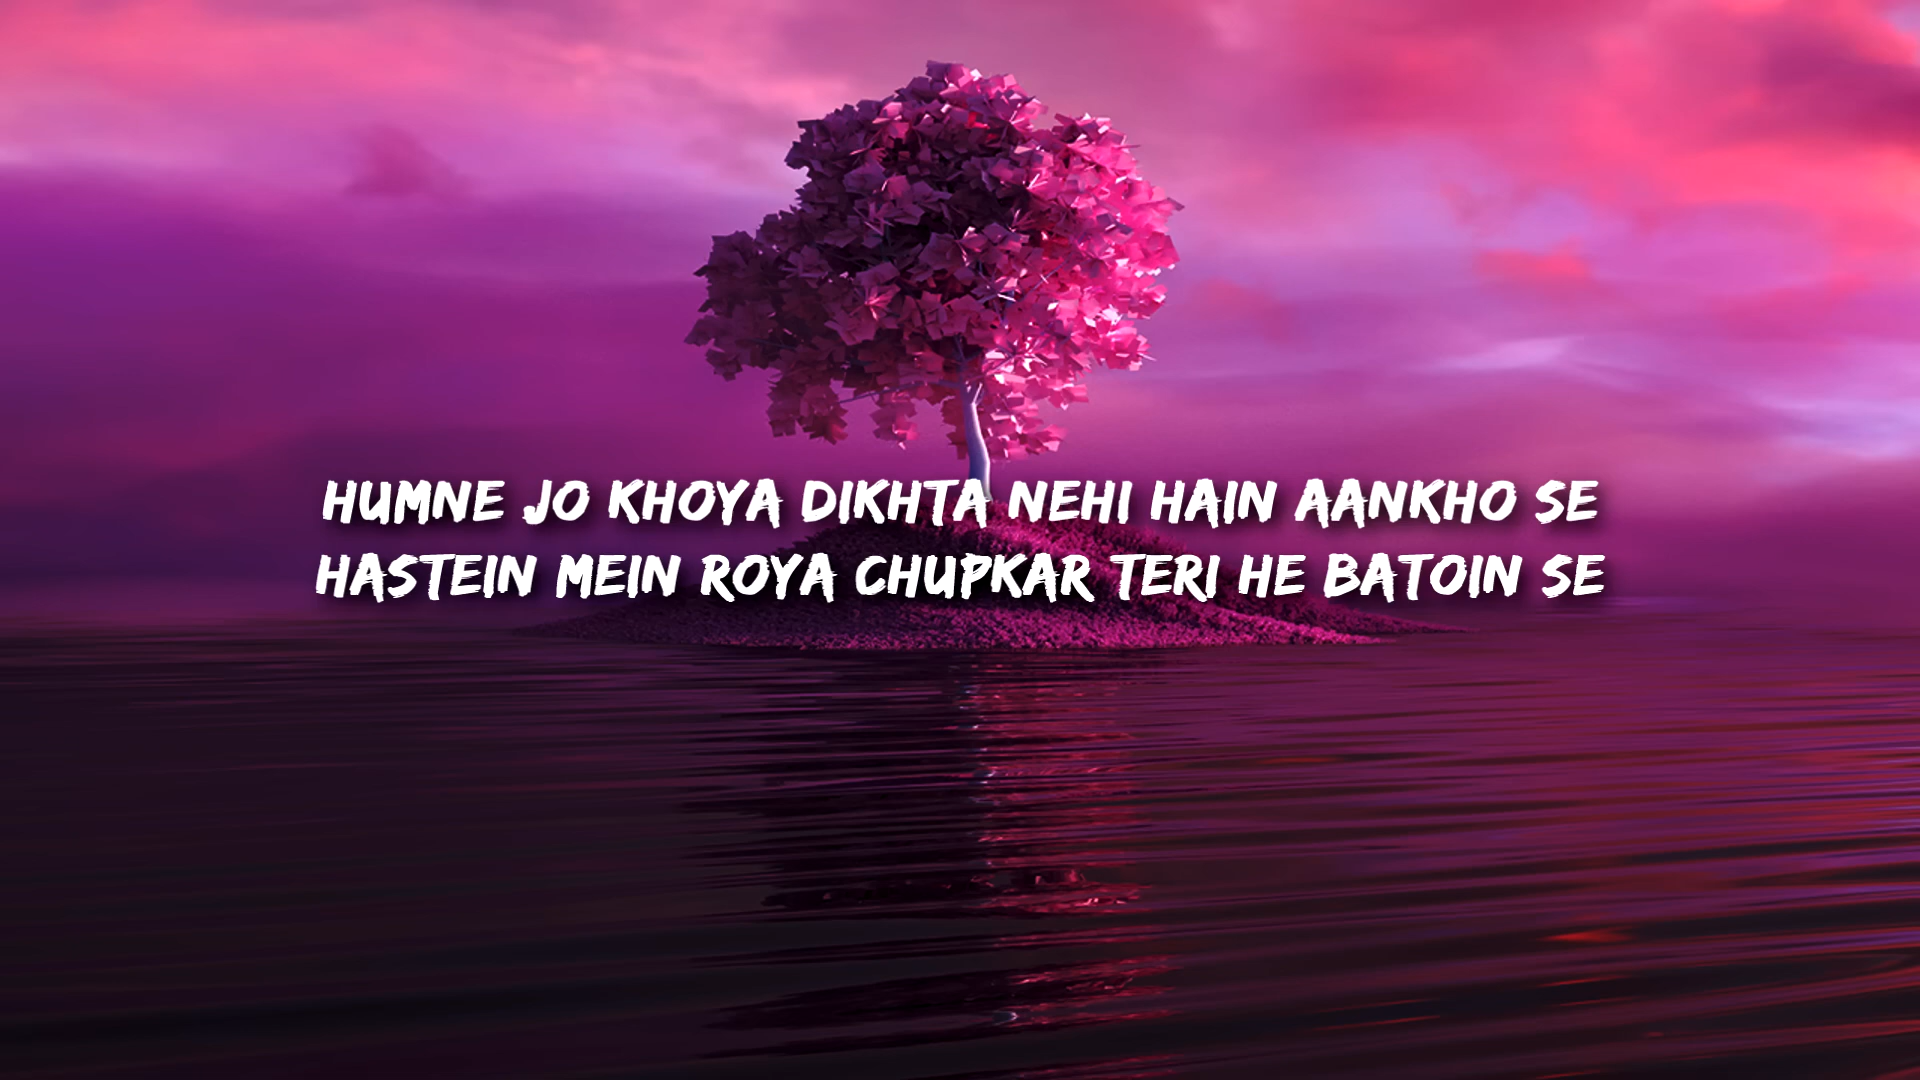 HUMNE JO KHOYA DIKHTA NEHI HAIN AANKHO SE
HASTEIN MEIN ROYA CHUPKAR TERI HE BATOIN SE